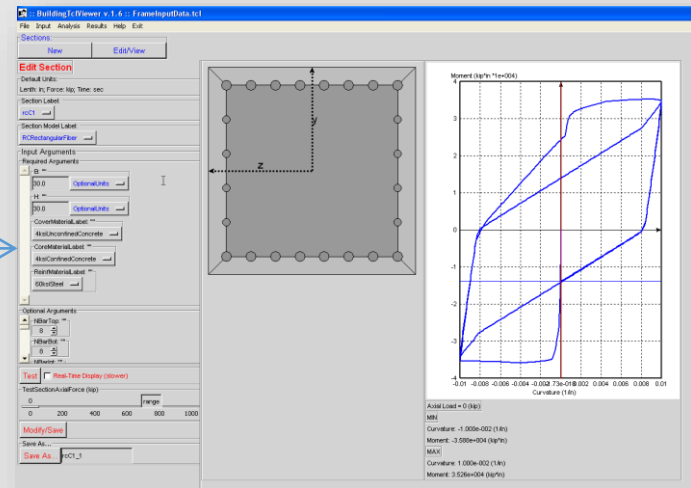 :: BuildingTclViewer v.1.6 :: FrameInputData.tcl
File Input Analysis Results Help Exit
Sections:
New Edit/View
Edit Section
Default Units:
Lenth: in; Force: kip; Time: sec
Section Label
rcC1
Section Model Label
RCRectangularFiber
Input Arguments
Required Arguments
B: ""
30.0 OptionalUnits
H: ""
30.0 OptionalUnits
CoverMaterialLabel: ""
4ksiUnconfinedConcrete
CoreMaterialLabel: ""
4ksiConfinedConcrete
ReinfMaterialLabel: ""
60ksiSteel
Optional Arguments
NBarTop: ""
8
NBarBot: ""
8
NBarInt: ""
Test Real-Time Display (slower)
TestSectionAxialForce (kip)
0 range
0 200 400 600 800 1000
Modify/Save
Save As...
Save As... rcC1_1
y
z
Moment (kip*in *1e+004)
4
3
2
1
0
-1
-2
-3
-4
-0.01 -0.008 -0.006 -0.004 -0.002 0.002 0.004 0.006 0.008 0.01
Curvature (1/in)
Axial Load = 0 (kip)
MIN
Curvature: -1.000e-002 (1/in)
Moment: -3.588e+004 (kip*in)
MAX
Curvature: 1.000e-002 (1/in)
Moment: 3.526e+004 (kip*in)